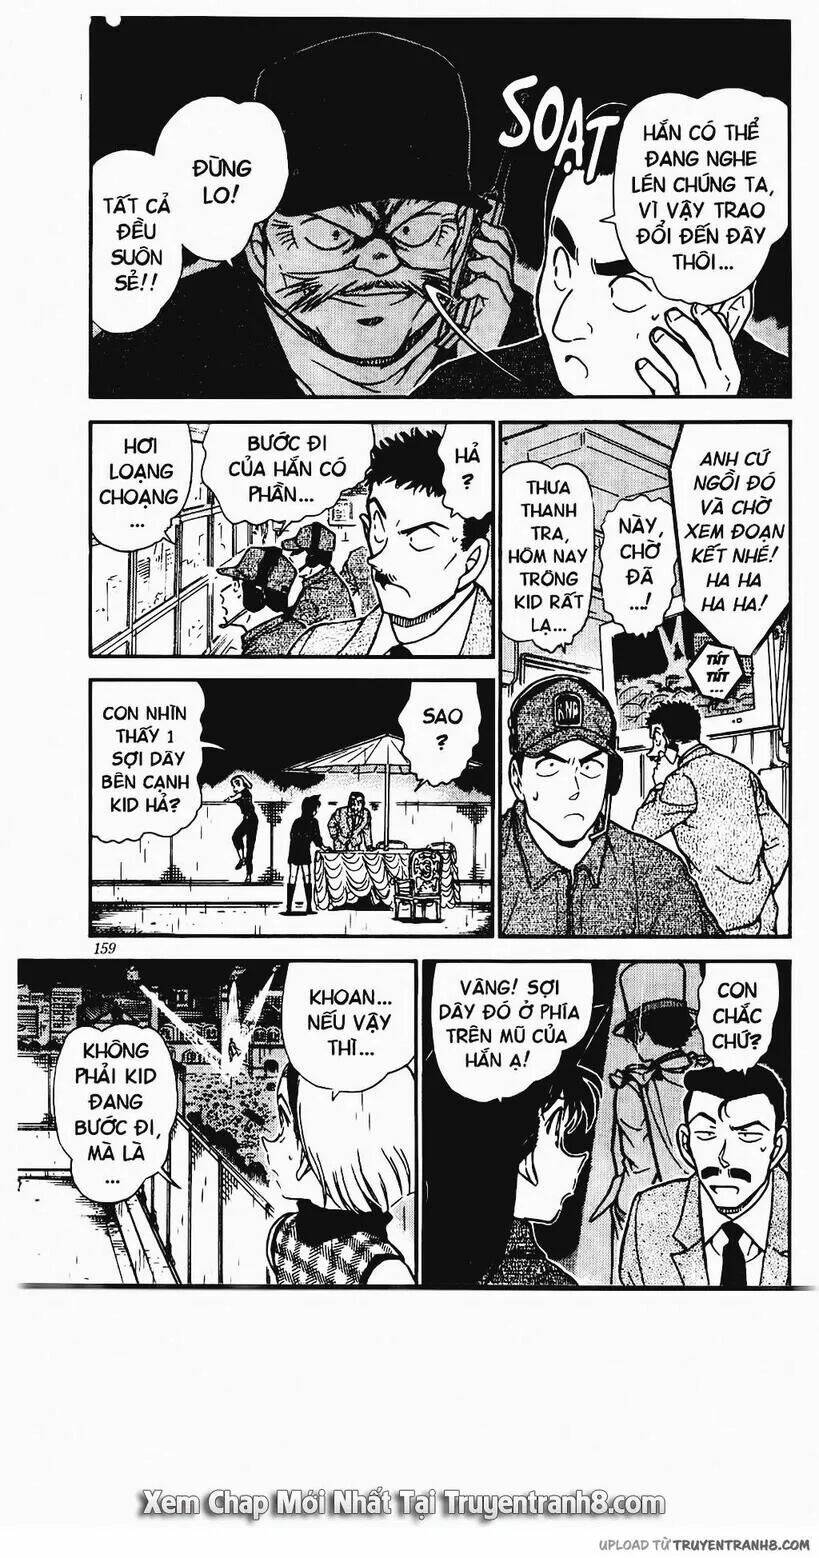 HẮN CÓ THỂ
ĐANG NGHE
LÉN CHÚNG TA,
VÌ VẬY TRAO
ĐỔI ĐẾN ĐÂY
THÔI...
SOẠT
ĐỪNG
LO!
TẤT CẢ
ĐỀU
SUÔN
SẺ!!
ANH CỨ
NGỒI ĐÓ
VÀ CHỜ
XEM ĐOẠN
KẾT NHÉ!
HA HA
HA HA!
TÚT
TÚT
...
NÀY,
CHỜ
ĐÃ
...!
THƯA
THANH
TRA,
HÔM NAY
TRÔNG
KID RẤT
LẠ...
HẢ
?
BƯỚC ĐI
CỦA HẮN CÓ
PHẦN...
HƠI
LOẠNG
CHOẠNG
...
SAO
?
CON NHÌN
THẤY 1
SỢI DÂY
BÊN CẠNH
KID HẢ?
159
CON
CHẮC
CHỨ?
VÂNG! SỢI
DÂY ĐÓ Ở PHÍA
TRÊN MŨ CỦA
HẮN Ạ!
KHOAN...
NẾU VẬY
THÌ...
KHÔNG
PHẢI KID
ĐANG
BƯỚC ĐI,
MÀ LÀ
...
Xem Chap Mới Nhất Tại Truyentranh8.com
UPLOAD TỪ TRUYENTRANH8.COM